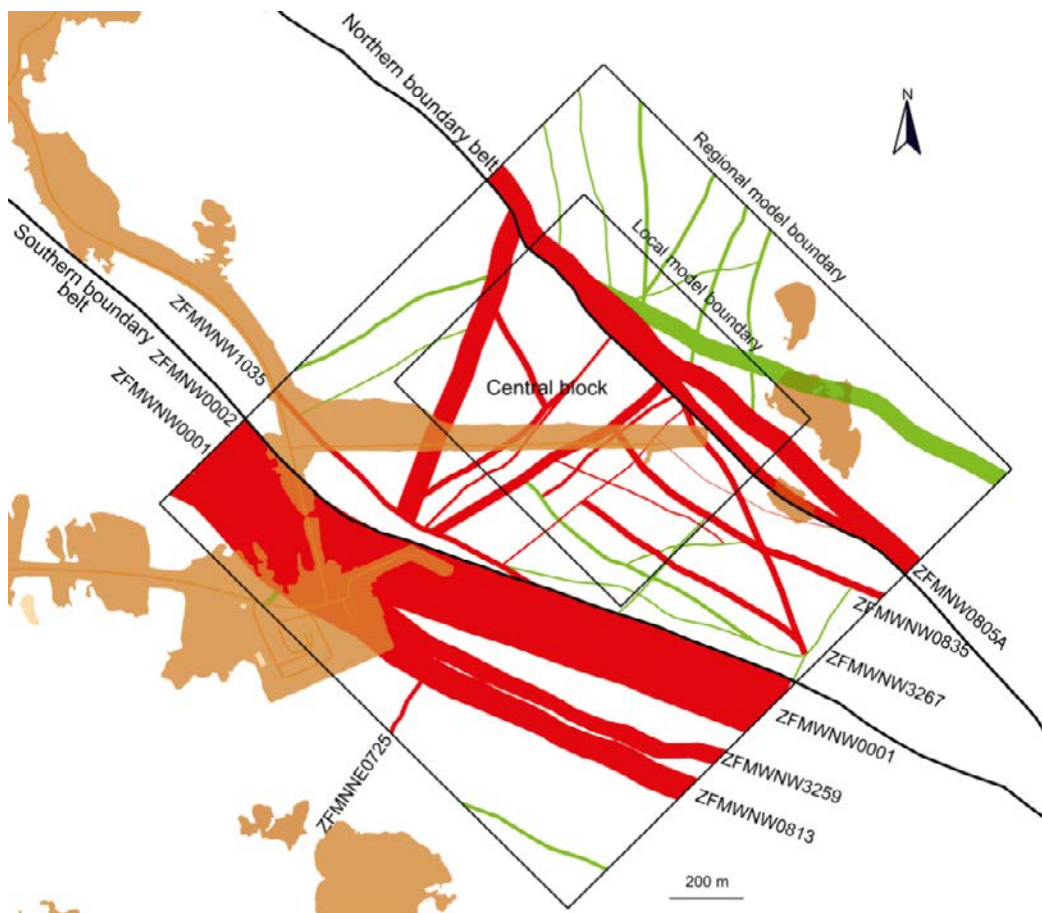 Northern boundary belt
N
Regional model boundary
Local model boundary
Southern boundary
belt
ZFMWNW1035
ZFMNW0002
ZFMWNW0001
Central block
ZFMNW0805A
ZFMWNW0835
ZFMWNW3267
ZFMWNW0001
ZFMWNW3259
ZFMWNW0813
ZFMNNE0725
200 m